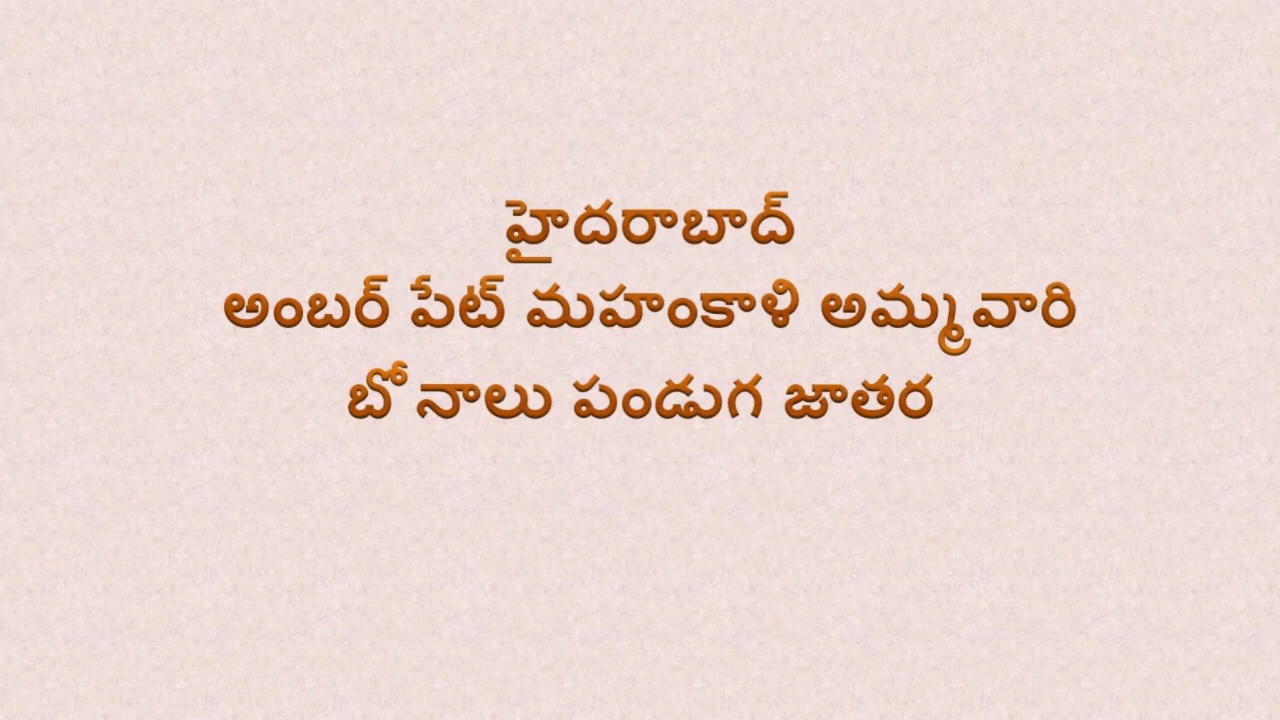 హైదరాబాద్
అంబర్ పేట్ మహంకాళి అమ్మవారి
బోనాలు పండుగ జాతర